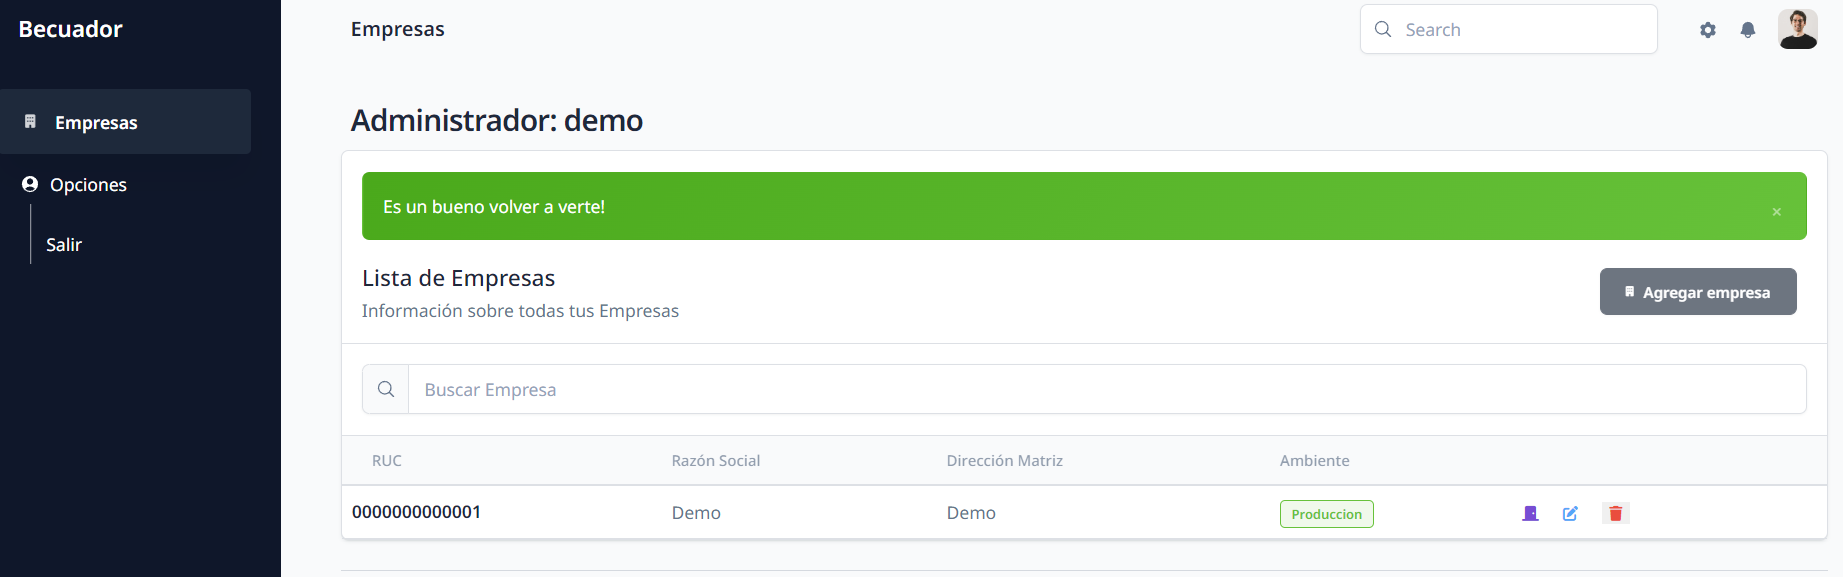 Becuador
Empresas
Opciones
Salir
Empresas
Search
Administrador: demo
Es un bueno volver a verte!
×
Lista de Empresas
Información sobre todas tus Empresas
Agregar empresa
Buscar Empresa
RUC Razón Social Dirección Matriz Ambiente
0000000000001 Demo Demo Produccion